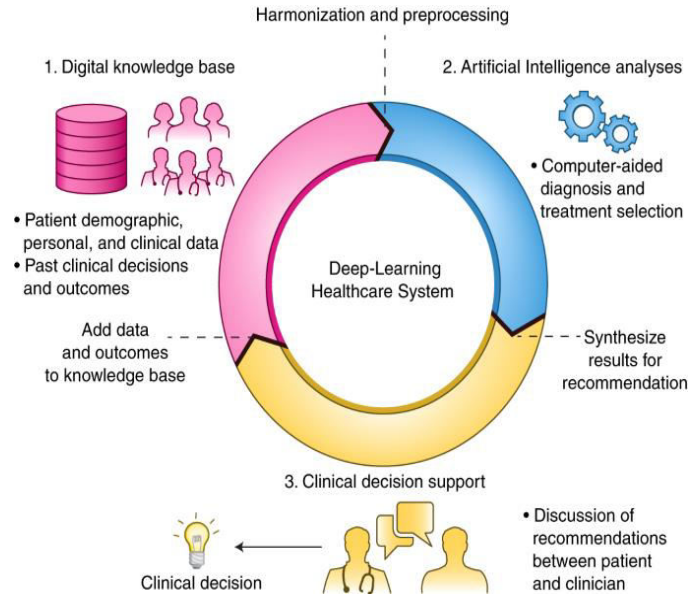 Harmonization and preprocessing
1. Digital knowledge base
2. Artificial Intelligence analyses
• Computer-aided
diagnosis and
treatment selection
• Patient demographic,
personal, and clinical data
• Past clinical decisions
and outcomes
Deep-Learning
Healthcare System
Add data
and outcomes
to knowledge base
Synthesize
results for
recommendation
3. Clinical decision support
• Discussion of
recommendations
between patient
and clinician
Clinical decision